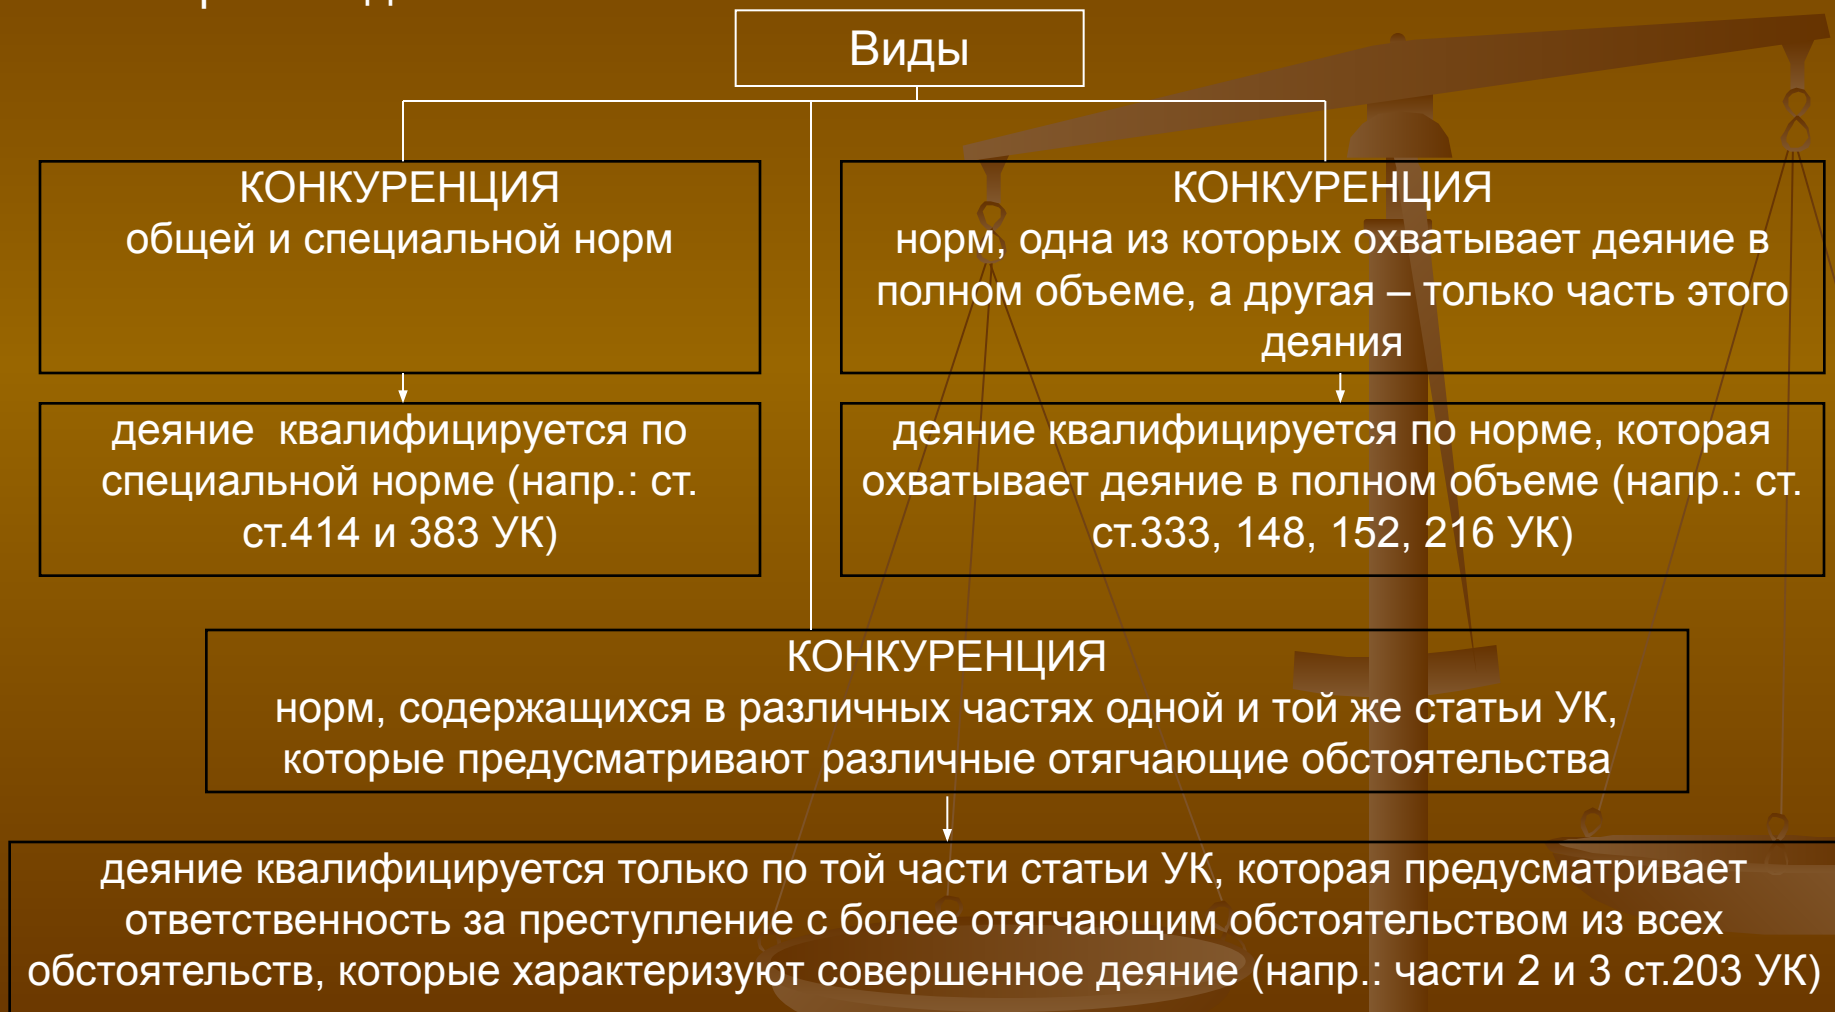 Виды
КОНКУРЕНЦИЯ
общей и специальной норм
КОНКУРЕНЦИЯ
норм, одна из которых охватывает деяние в
полном объеме, а другая – только часть этого
деяния
деяние квалифицируется по
специальной норме (напр.: ст.
ст.414 и 383 УК)
деяние квалифицируется по норме, которая
охватывает деяние в полном объеме (напр.: ст.
ст.333, 148, 152, 216 УК)
КОНКУРЕНЦИЯ
норм, содержащихся в различных частях одной и той же статьи УК,
которые предусматривают различные отягчающие обстоятельства
деяние квалифицируется только по той части статьи УК, которая предусматривает
ответственность за преступление с более отягчающим обстоятельством из всех
обстоятельств, которые характеризуют совершенное деяние (напр.: части 2 и 3 ст.203 УК)